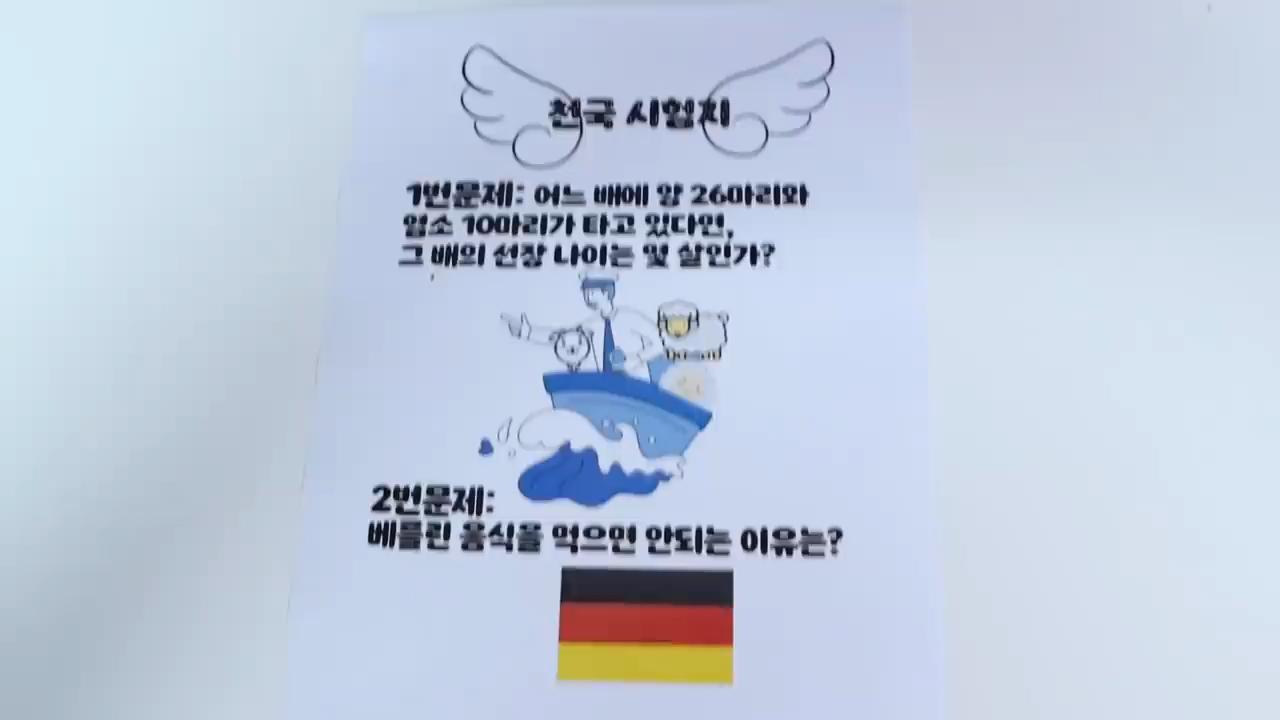 천국 시험지
1번문제: 어느 배에 양 26마리와
염소 10마리가 타고 있다면,
그 배의 선장 나이는 몇 살인가?
2번문제:
베를린 음식을 먹으면 안되는 이유는?